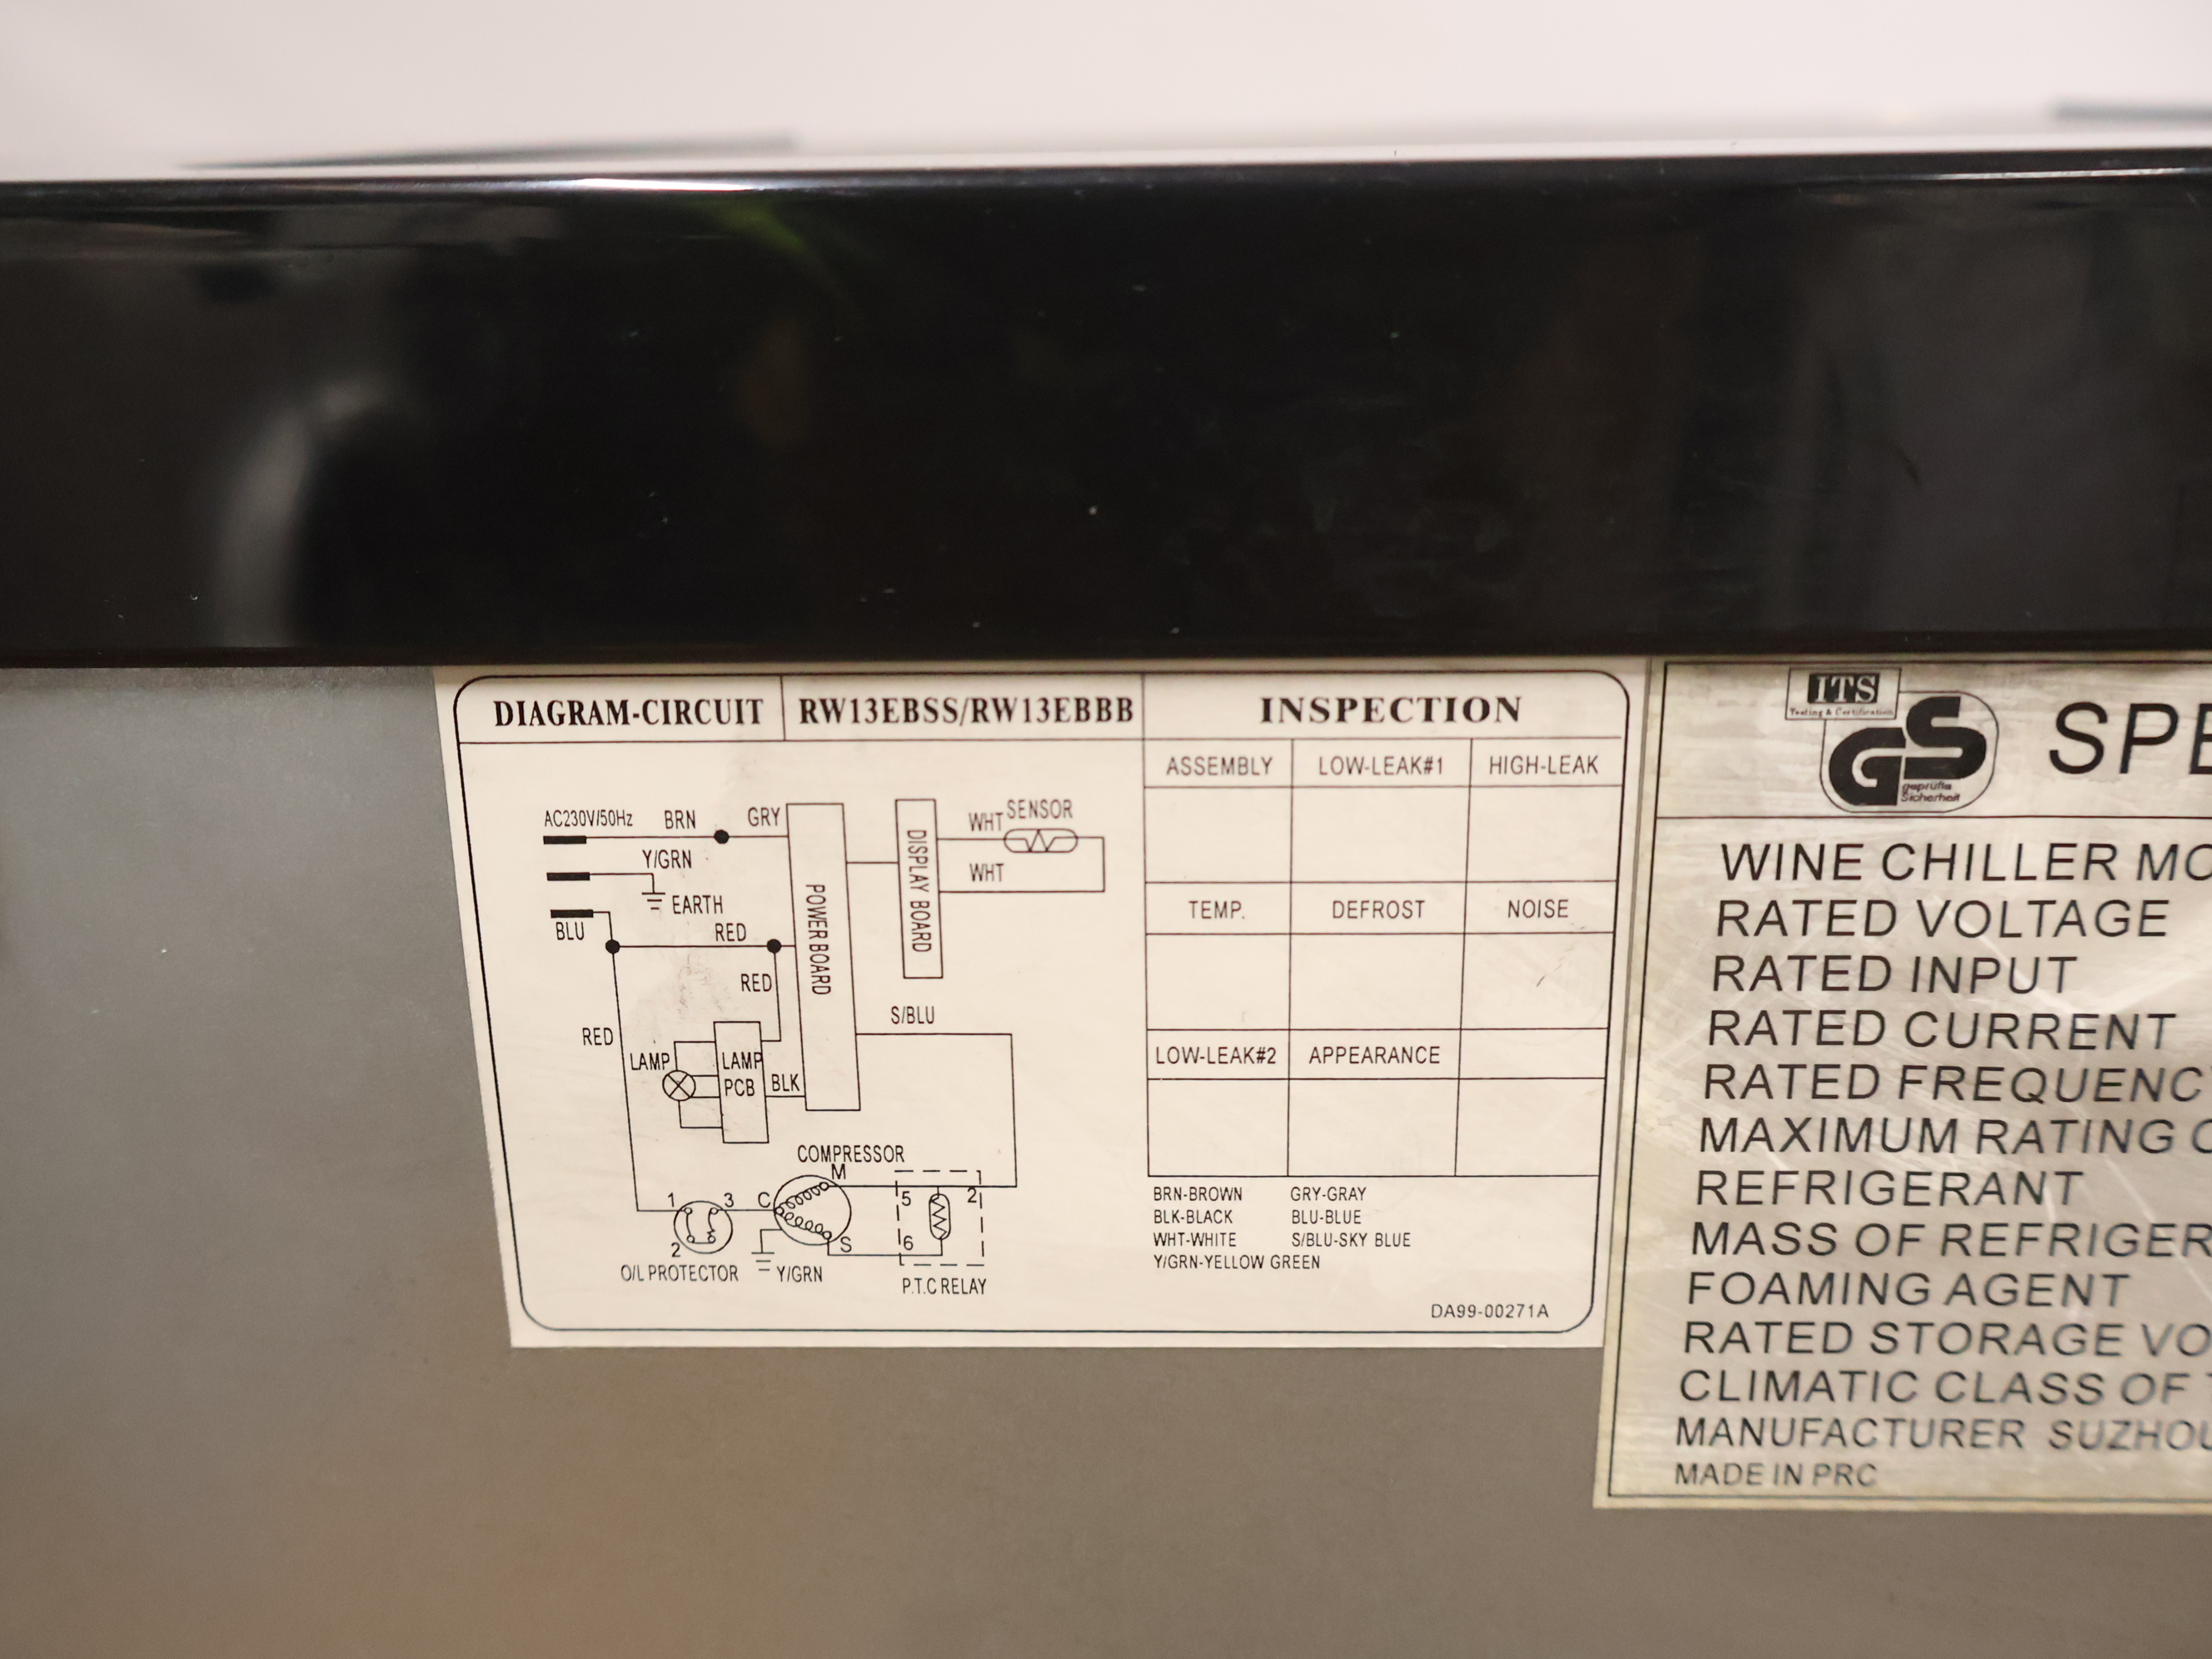 DIAGRAM-CIRCUIT
RW13EBSS/RW13EBBB
INSPECTION
ASSEMBLY LOW-LEAK#1 HIGH-LEAK
TEMP. DEFROST NOISE
LOW-LEAK#2 APPEARANCE
AC230V/50Hz BRN GRY
Y/GRN
EARTH
BLU
RED
RED
RED
LAMP
LAMP
PCB
BLK
POWER BOARD
DISPLAY BOARD
WHT SENSOR
WHT
S/BLU
COMPRESSOR
M
5 2
1 3 C
2 S 6
O/L PROTECTOR Y/GRN
P.T.C RELAY
BRN-BROWN GRY-GRAY
BLK-BLACK BLU-BLUE
WHT-WHITE S/BLU-SKY BLUE
Y/GRN-YELLOW GREEN
DA99-00271A
ITS
Testing & Certification
GS
geprüfte
Sicherheit
SPE
WINE CHILLER MO
RATED VOLTAGE
RATED INPUT
RATED CURRENT
RATED FREQUENC
MAXIMUM RATING O
REFRIGERANT
MASS OF REFRIGER
FOAMING AGENT
RATED STORAGE VO
CLIMATIC CLASS OF T
MANUFACTURER SUZHOU
MADE IN PRC